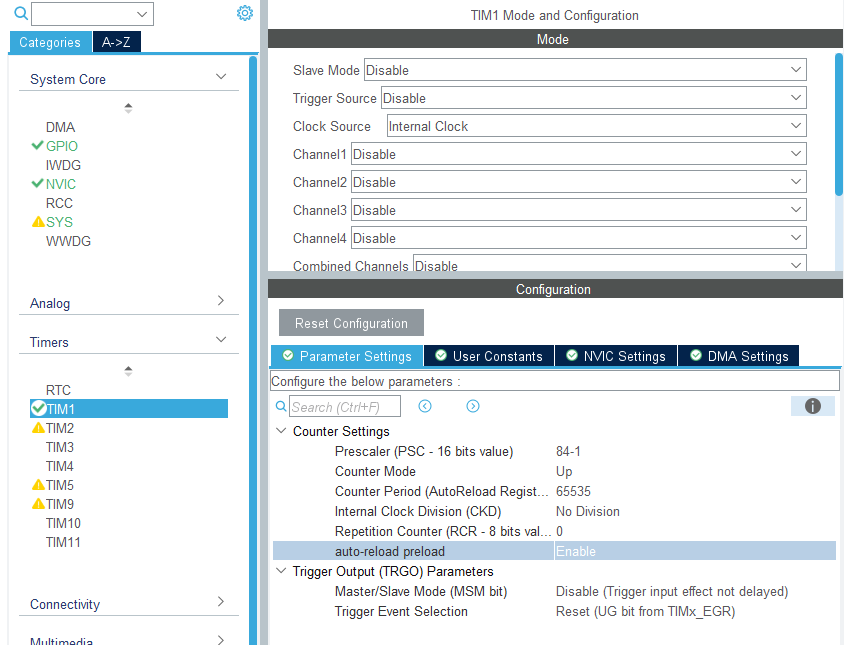 Categories
A->Z
System Core
DMA
GPIO
IWDG
NVIC
RCC
SYS
WWDG
Analog
Timers
RTC
TIM1
TIM2
TIM3
TIM4
TIM5
TIM9
TIM10
TIM11
Connectivity
Multimedia
TIM1 Mode and Configuration
Mode
Slave Mode Disable
Trigger Source Disable
Clock Source Internal Clock
Channel1 Disable
Channel2 Disable
Channel3 Disable
Channel4 Disable
Combined Channels Disable
Configuration
Reset Configuration
Parameter Settings
User Constants
NVIC Settings
DMA Settings
Configure the below parameters :
Search (Ctrl+F)
Counter Settings
Prescaler (PSC - 16 bits value) 84-1
Counter Mode Up
Counter Period (AutoReload Regist... 65535
Internal Clock Division (CKD) No Division
Repetition Counter (RCR - 8 bits val... 0
auto-reload preload Enable
Trigger Output (TRGO) Parameters
Master/Slave Mode (MSM bit) Disable (Trigger input effect not delayed)
Trigger Event Selection Reset (UG bit from TIMx_EGR)